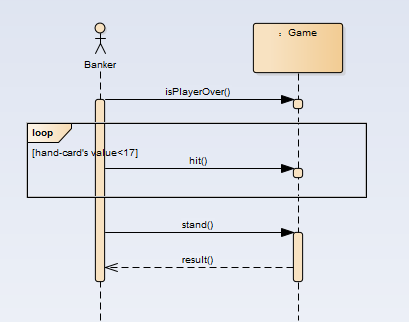 : Game
Banker
isPlayerOver()
loop
[hand-card's value<17]
hit()
stand()
result()